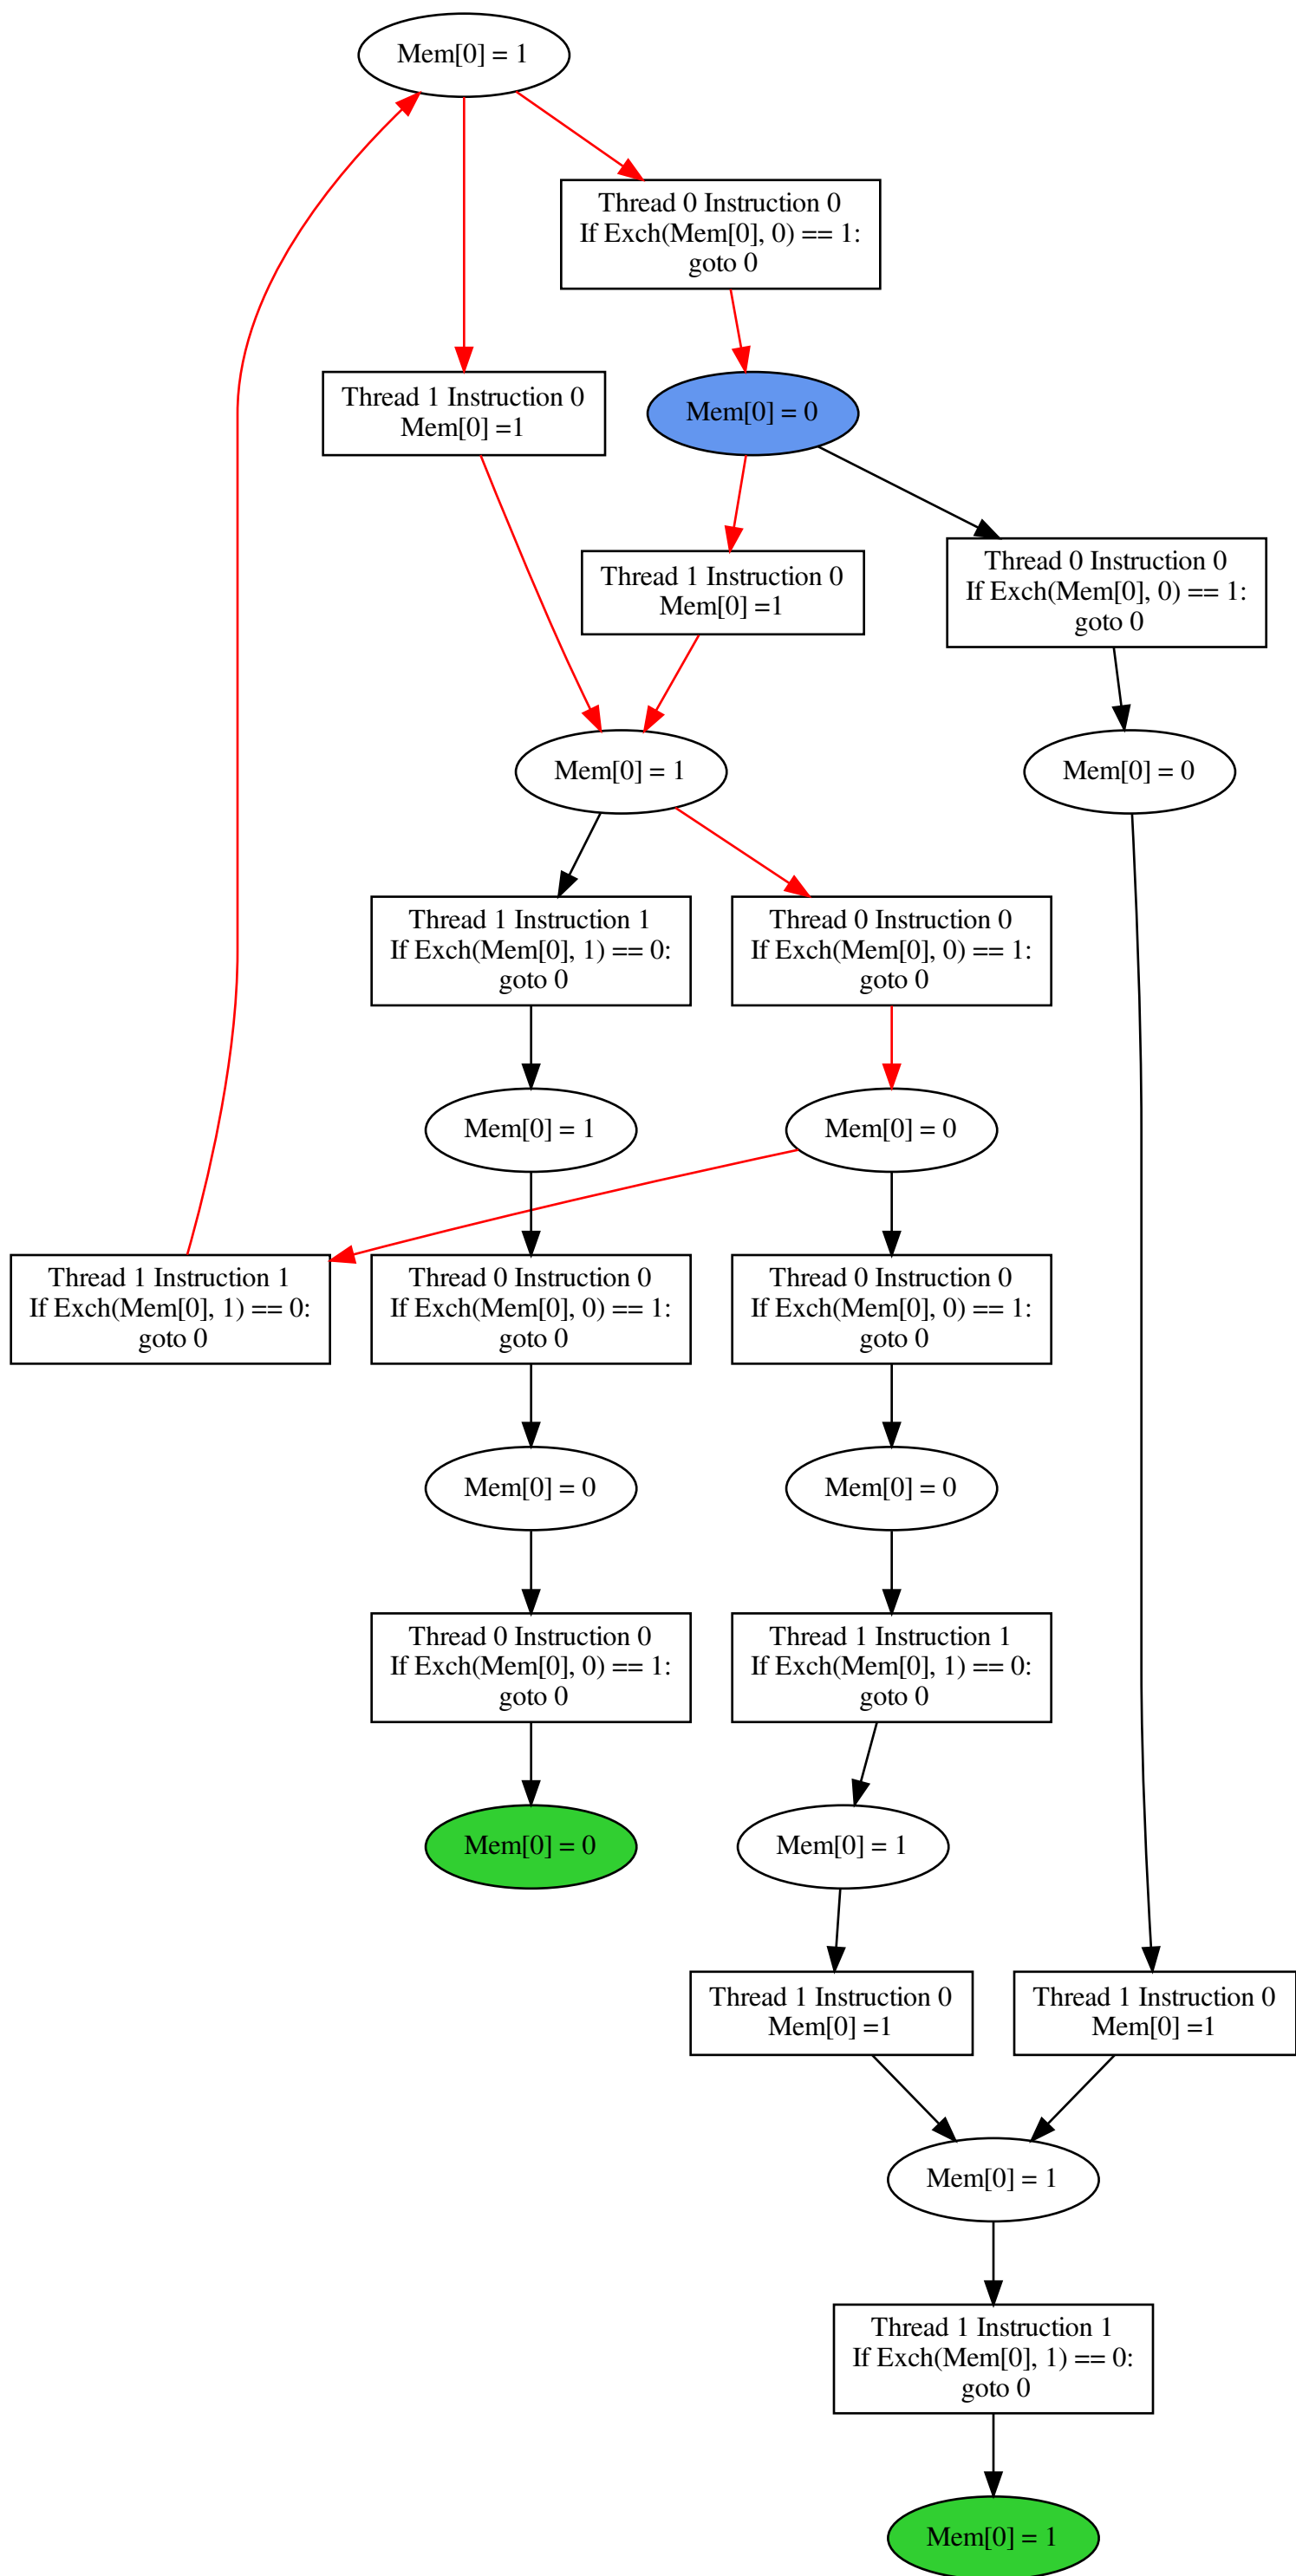 Mem[0] = 1
Thread 0 Instruction 0
If Exch(Mem[0], 0) == 1:
goto 0
Thread 1 Instruction 0
Mem[0] =1
Mem[0] = 0
Thread 1 Instruction 0
Mem[0] =1
Thread 0 Instruction 0
If Exch(Mem[0], 0) == 1:
goto 0
Mem[0] = 1
Mem[0] = 0
Thread 1 Instruction 1
If Exch(Mem[0], 1) == 0:
goto 0
Thread 0 Instruction 0
If Exch(Mem[0], 0) == 1:
goto 0
Mem[0] = 1
Mem[0] = 0
Thread 1 Instruction 1
If Exch(Mem[0], 1) == 0:
goto 0
Thread 0 Instruction 0
If Exch(Mem[0], 0) == 1:
goto 0
Thread 0 Instruction 0
If Exch(Mem[0], 0) == 1:
goto 0
Mem[0] = 0
Mem[0] = 0
Thread 0 Instruction 0
If Exch(Mem[0], 0) == 1:
goto 0
Thread 1 Instruction 1
If Exch(Mem[0], 1) == 0:
goto 0
Mem[0] = 0
Mem[0] = 1
Thread 1 Instruction 0
Mem[0] =1
Thread 1 Instruction 0
Mem[0] =1
Mem[0] = 1
Thread 1 Instruction 1
If Exch(Mem[0], 1) == 0:
goto 0
Mem[0] = 1